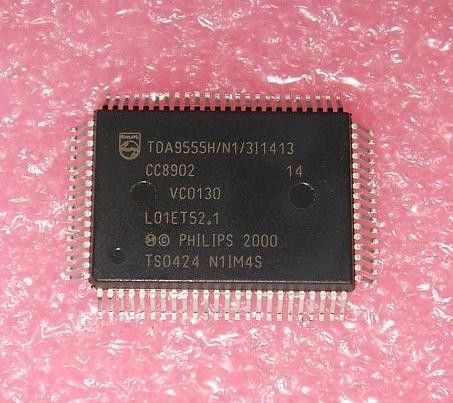 PHILIPS
TDA9555H/N1/3I1413
CC8902 14
VC0130
L01ET52.1
Ⓜ© PHILIPS 2000
TS0424 N1IM4S